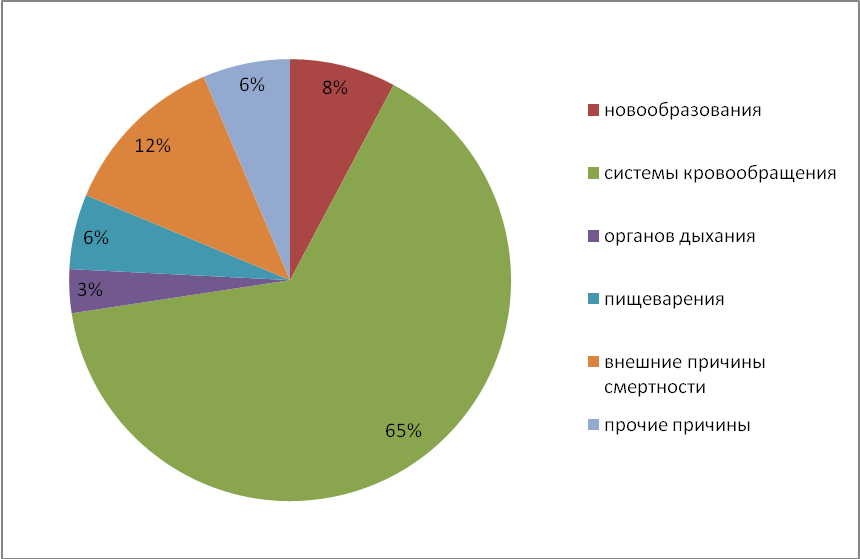 8%
65%
3%
6%
12%
6%
новообразования
системы кровообращения
органов дыхания
пищеварения
внешние причины
смертности
прочие причины